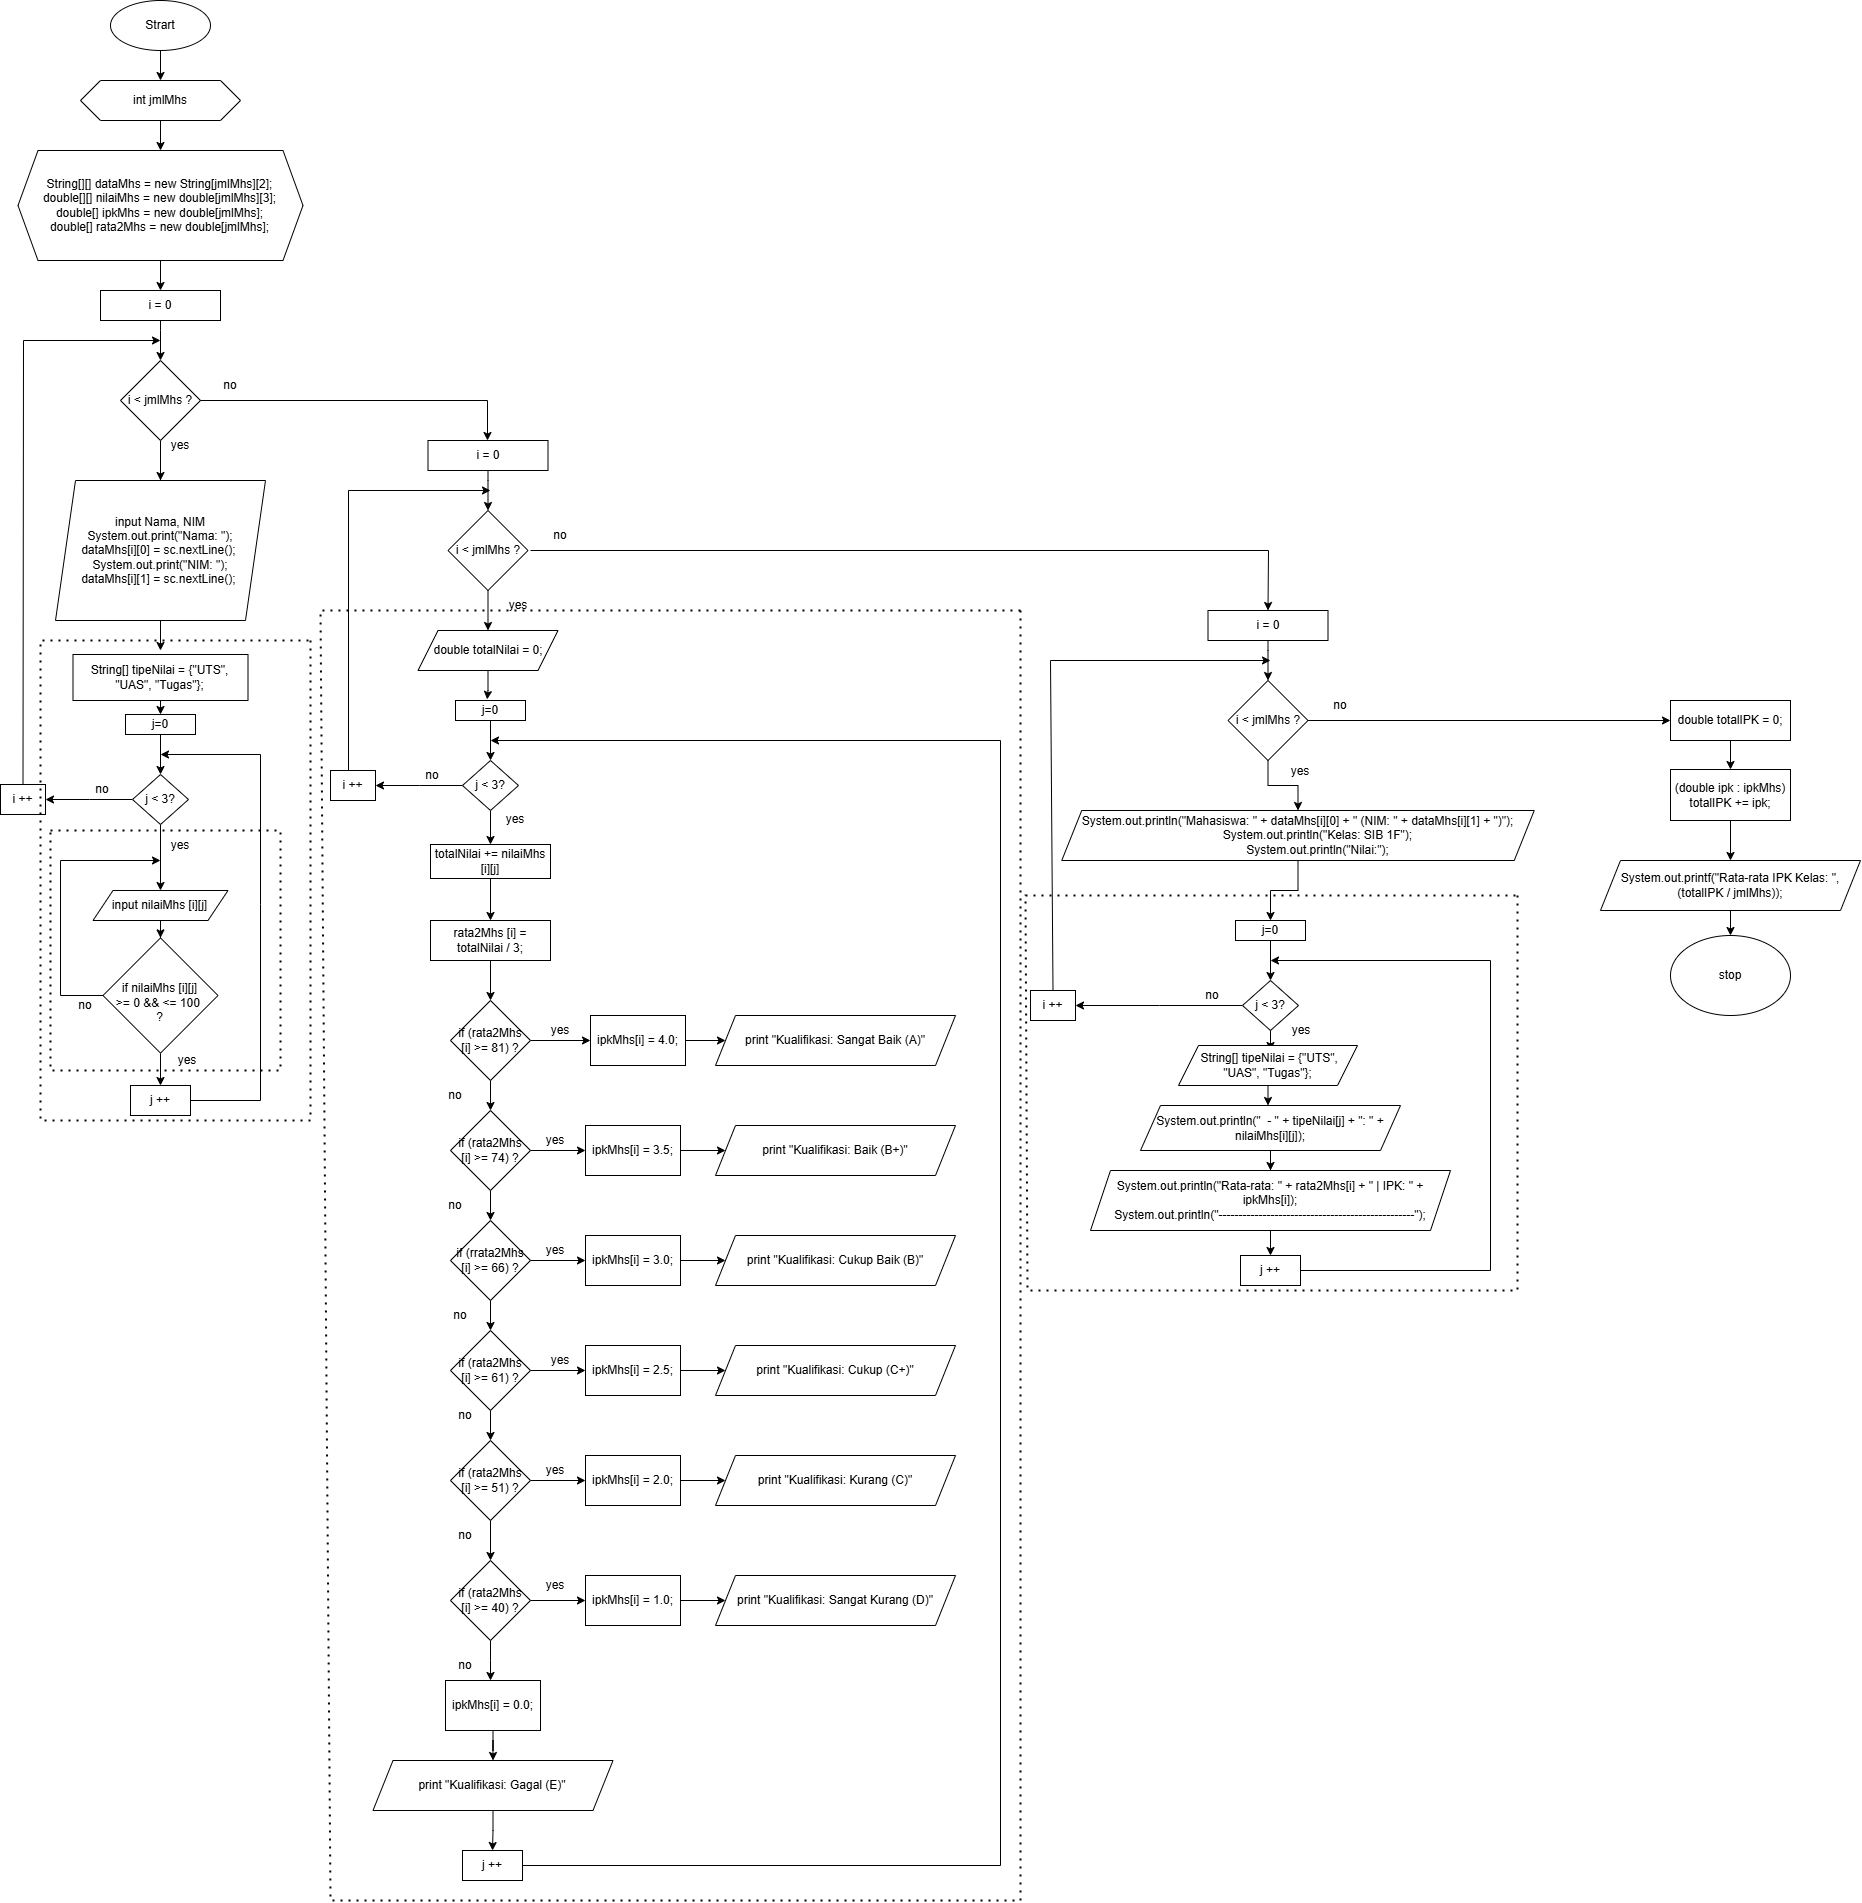 Strart
int jmlMhs
String[][] dataMhs = new String[jmlMhs][2];
double[][] nilaiMhs = new double[jmlMhs][3];
double[] ipkMhs = new double[jmlMhs];
double[] rata2Mhs = new double[jmlMhs];
i = 0
i < jmlMhs ?
no
yes
input Nama, NIM
System.out.print("Nama: ");
dataMhs[i][0] = sc.nextLine();
System.out.print("NIM: ");
dataMhs[i][1] = sc.nextLine();
String[] tipeNilai = {"UTS",
"UAS", "Tugas"};
j=0
j < 3?
no
i ++
yes
input nilaiMhs [i][j]
if nilaiMhs [i][j]
>= 0 && <= 100
?
no
yes
j ++
i = 0
i < jmlMhs ?
no
yes
double totalNilai = 0;
j=0
j < 3?
no
i ++
yes
totalNilai += nilaiMhs
[i][j]
rata2Mhs [i] =
totalNilai / 3;
if (rata2Mhs
[i] >= 81) ?
yes
ipkMhs[i] = 4.0;
print "Kualifikasi: Sangat Baik (A)"
no
if (rata2Mhs
[i] >= 74) ?
yes
ipkMhs[i] = 3.5;
print "Kualifikasi: Baik (B+)"
no
if (rrata2Mhs
[i] >= 66) ?
yes
ipkMhs[i] = 3.0;
print "Kualifikasi: Cukup Baik (B)"
no
if (rata2Mhs
[i] >= 61) ?
yes
ipkMhs[i] = 2.5;
print "Kualifikasi: Cukup (C+)"
no
if (rata2Mhs
[i] >= 51) ?
yes
ipkMhs[i] = 2.0;
print "Kualifikasi: Kurang (C)"
no
if (rata2Mhs
[i] >= 40) ?
yes
ipkMhs[i] = 1.0;
print "Kualifikasi: Sangat Kurang (D)"
no
ipkMhs[i] = 0.0;
print "Kualifikasi: Gagal (E)"
j ++
i = 0
i < jmlMhs ?
no
yes
System.out.println("Mahasiswa: " + dataMhs[i][0] + " (NIM: " + dataMhs[i][1] + ")");
System.out.println("Kelas: SIB 1F");
System.out.println("Nilai:");
j=0
j < 3?
no
i ++
yes
String[] tipeNilai = {"UTS",
"UAS", "Tugas"};
System.out.println("  - " + tipeNilai[j] + ": " +
nilaiMhs[i][j]);
System.out.println("Rata-rata: " + rata2Mhs[i] + " | IPK: " +
ipkMhs[i]);
System.out.println("-------------------------------------------------");
j ++
double totalIPK = 0;
(double ipk : ipkMhs)
totalIPK += ipk;
System.out.printf("Rata-rata IPK Kelas: ",
(totalIPK / jmlMhs));
stop